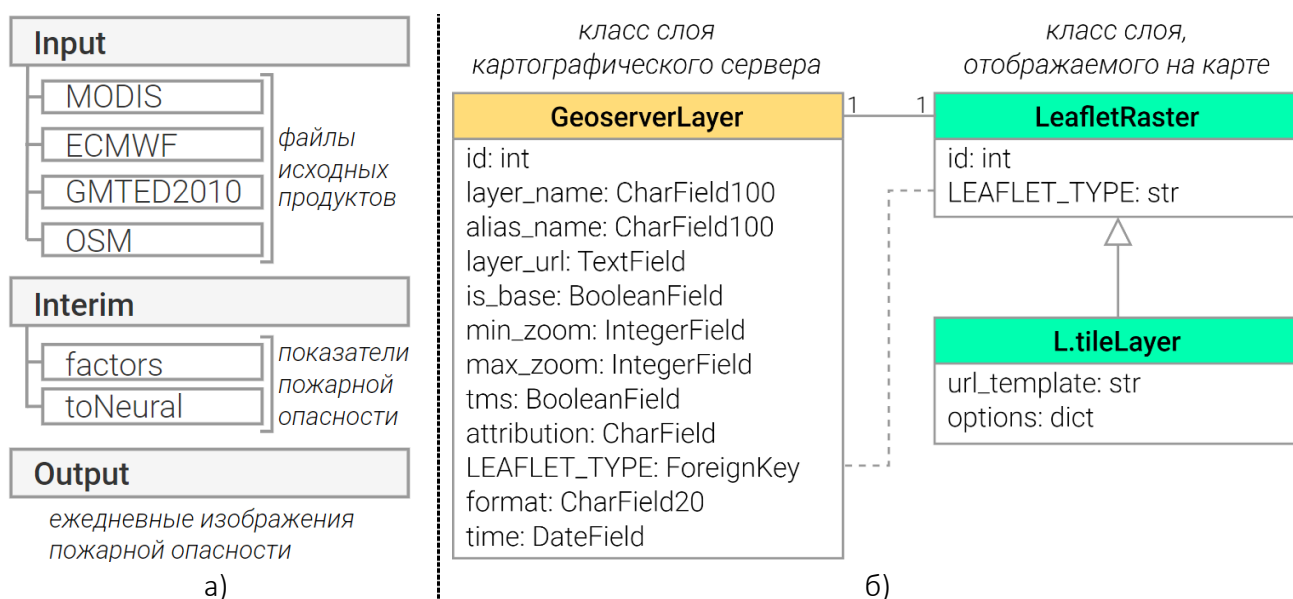 Input
MODIS
ECMWF
GMTED2010
OSM
файлы
исходных
продуктов
Interim
factors
toNeural
показатели
пожарной
опасности
Output
ежедневные изображения
пожарной опасности
а)
класс слоя
картографического сервера
GeoserverLayer
id: int
layer_name: CharField100
alias_name: CharField100
layer_url: TextField
is_base: BooleanField
min_zoom: IntegerField
max_zoom: IntegerField
tms: BooleanField
attribution: CharField
LEAFLET_TYPE: ForeignKey
format: CharField20
time: DateField
1
1
класс слоя,
отображаемого на карте
LeafletRaster
id: int
LEAFLET_TYPE: str
L.tileLayer
url_template: str
options: dict
б)